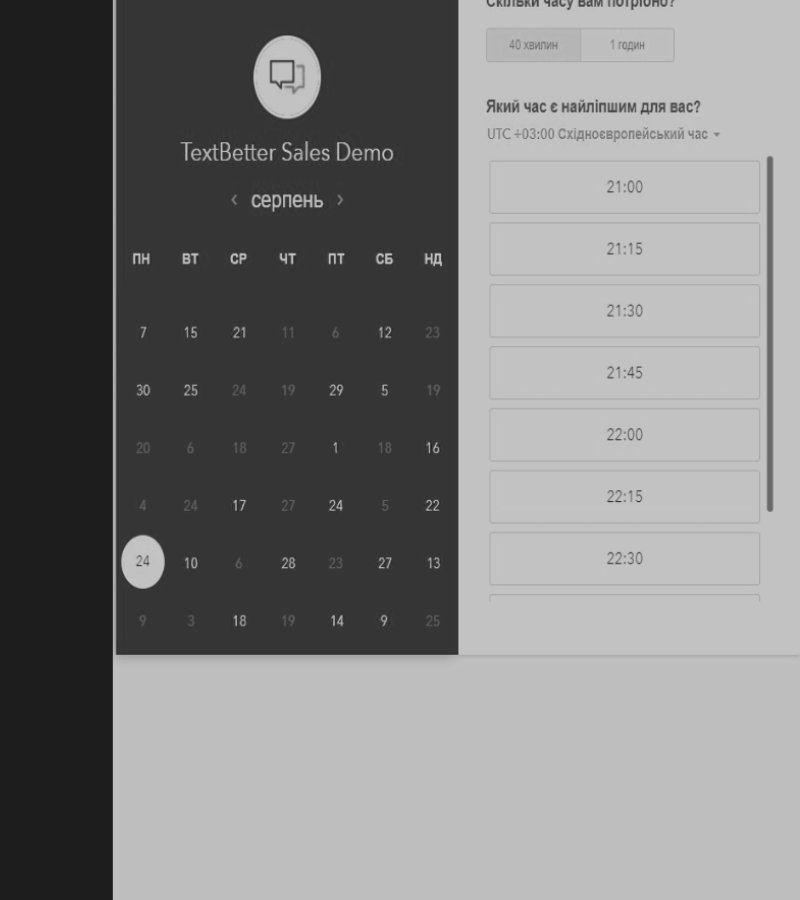 TextBetter Sales Demo
‹ серпень ›
ПН ВТ СР ЧТ ПТ СБ НД
7 15 21 11 6 12 23
30 25 24 19 29 5 19
20 6 18 27 1 18 16
4 24 17 27 24 5 22
24 10 6 28 23 27 13
9 3 18 19 14 9 25
Скільки часу вам потрібно?
40 хвилин 1 годин
Який час є найліпшим для вас?
UTC +03:00 Східноєвропейський час
21:00
21:15
21:30
21:45
22:00
22:15
22:30